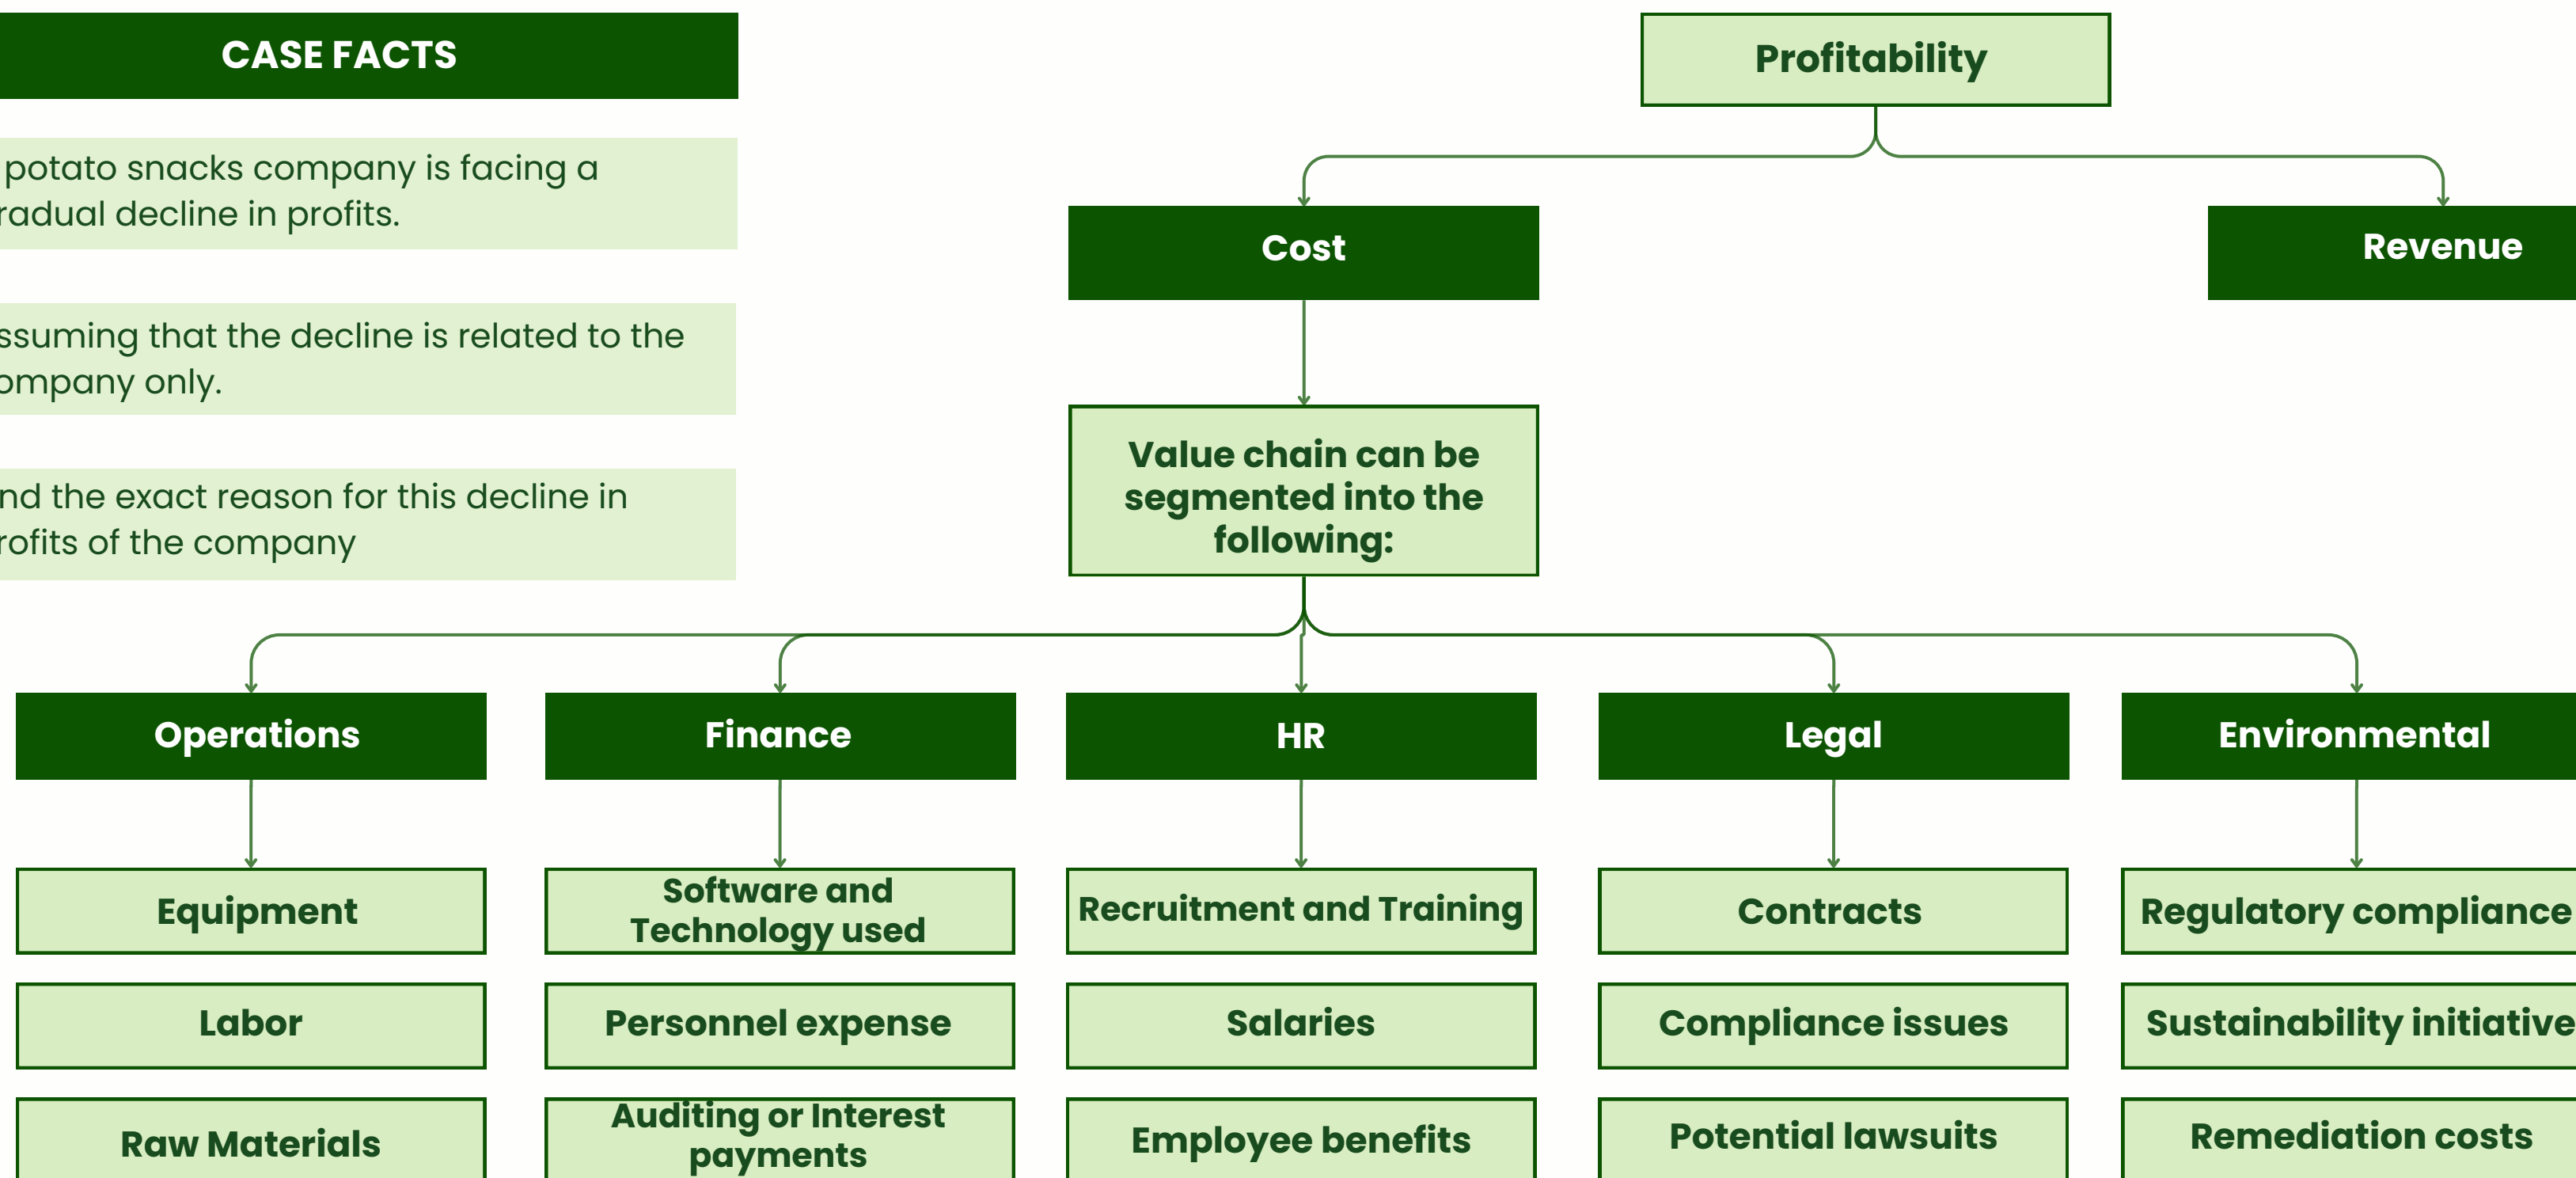 CASE FACTS
potato snacks company is facing a
radual decline in profits.
ssuming that the decline is related to the
ompany only.
nd the exact reason for this decline in
rofits of the company
Profitability
Cost
Revenue
Value chain can be
segmented into the
following:
Operations
Finance
HR
Legal
Environmental
Equipment
Software and
Technology used
Recruitment and Training
Contracts
Regulatory compliance
Labor
Personnel expense
Salaries
Compliance issues
Sustainability initiative
Raw Materials
Auditing or Interest
payments
Employee benefits
Potential lawsuits
Remediation costs